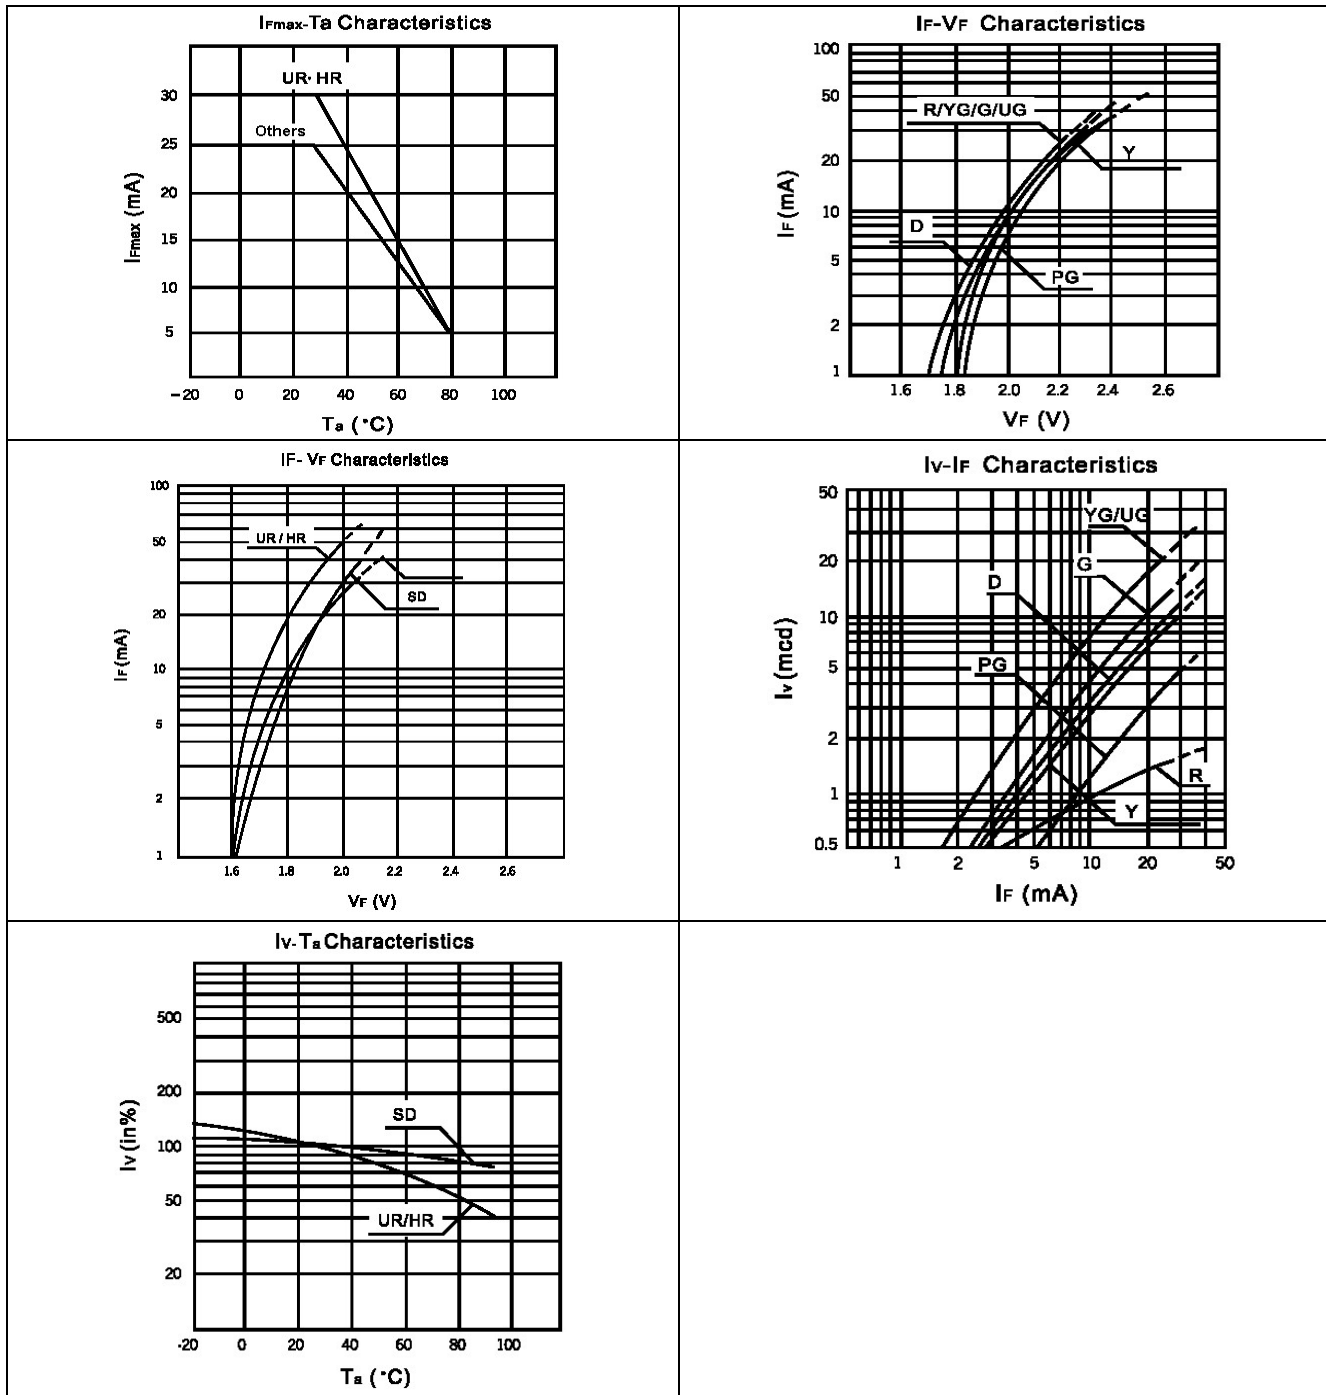 IFmax-Ta Characteristics
UR· HR
Others
30
25
20
15
10
5
IFmax (mA)
-20 0 20 40 60 80 100
Ta (°C)
IF-VF Characteristics
100
50
20
10
5
2
1
IF (mA)
R/YG/G/UG
Y
D
PG
1.6 1.8 2.0 2.2 2.4 2.6
VF (V)
IF- VF Characteristics
100
50
20
10
5
2
1
IF (mA)
UR / HR
SD
1.6 1.8 2.0 2.2 2.4 2.6
VF (V)
Iv-IF Characteristics
50
20
10
5
2
1
0.5
Iv (mcd)
YG/UG
G
D
PG
R
Y
1 2 5 10 20 50
IF (mA)
Iv-Ta Characteristics
500
200
100
50
20
Iv (in%)
SD
UR/HR
-20 0 20 40 60 80 100
Ta (°C)